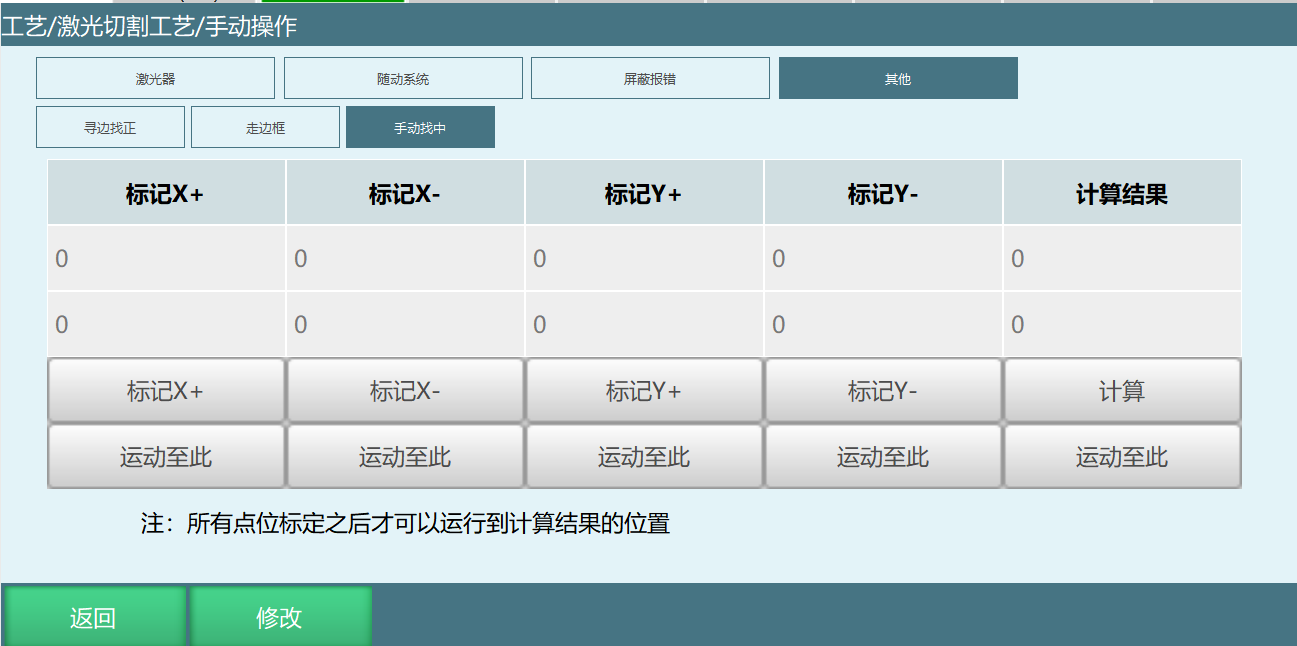 工艺/激光切割工艺/手动操作
激光器 随动系统 屏蔽报错 其他
寻边找正 走边框 手动找中
标记X+ 标记X- 标记Y+ 标记Y- 计算结果
0 0 0 0 0
0 0 0 0 0
标记X+ 标记X- 标记Y+ 标记Y- 计算
运动至此 运动至此 运动至此 运动至此 运动至此
注：所有点位标定之后才可以运行到计算结果的位置
返回 修改